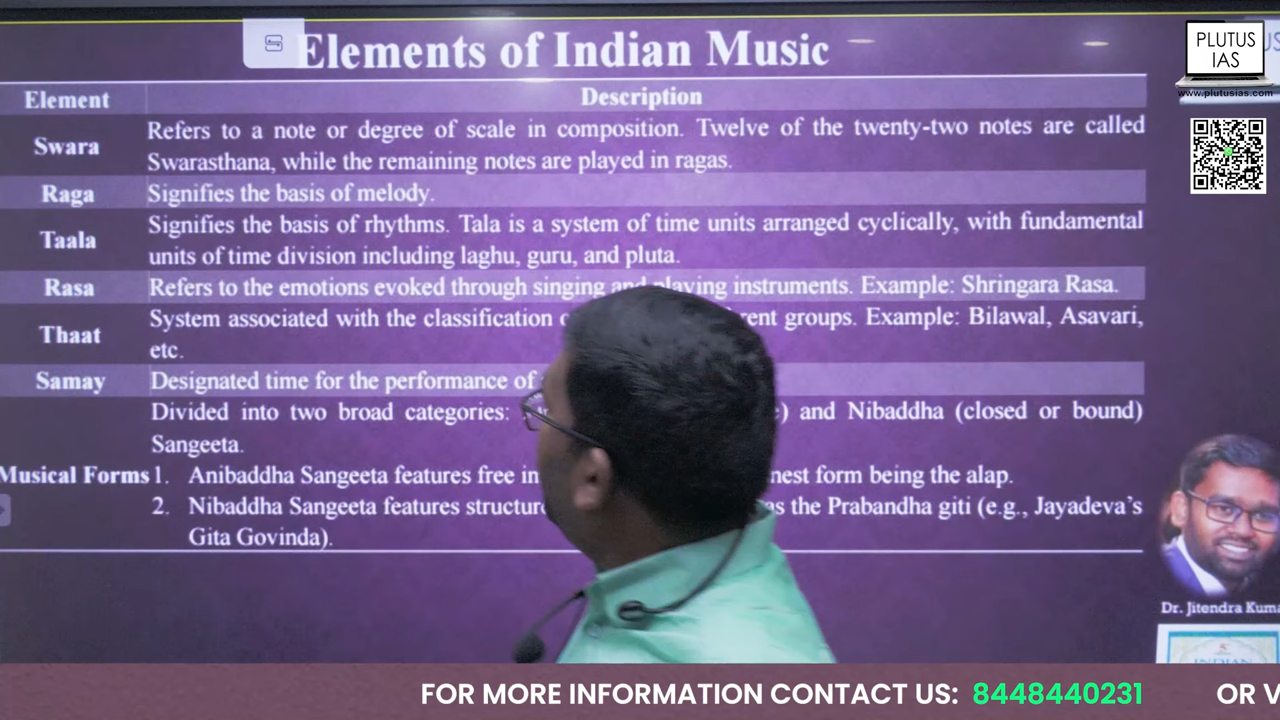 Elements of Indian Music
PLUTUS
IAS
www.plutusias.com
Element Description
Swara
Refers to a note or degree of scale in composition. Twelve of the twenty-two notes are called
Swarasthana, while the remaining notes are played in ragas.
Raga Signifies the basis of melody.
Taala
Signifies the basis of rhythms. Tala is a system of time units arranged cyclically, with fundamental
units of time division including laghu, guru, and pluta.
Rasa Refers to the emotions evoked through singing and playing instruments. Example: Shringara Rasa.
Thaat
System associated with the classification groups. Example: Bilawal, Asavari,
etc.
Samay Designated time for the performance of
Divided into two broad categories: and Nibaddha (closed or bound)
Sangeeta.
Musical Forms 1. Anibaddha Sangeeta features free form being the alap.
2. Nibaddha Sangeeta features the Prabandha giti (e.g., Jayadeva's
Gita Govinda).
Dr. Jitendra
FOR MORE INFORMATION CONTACT US: 8448440231 OR